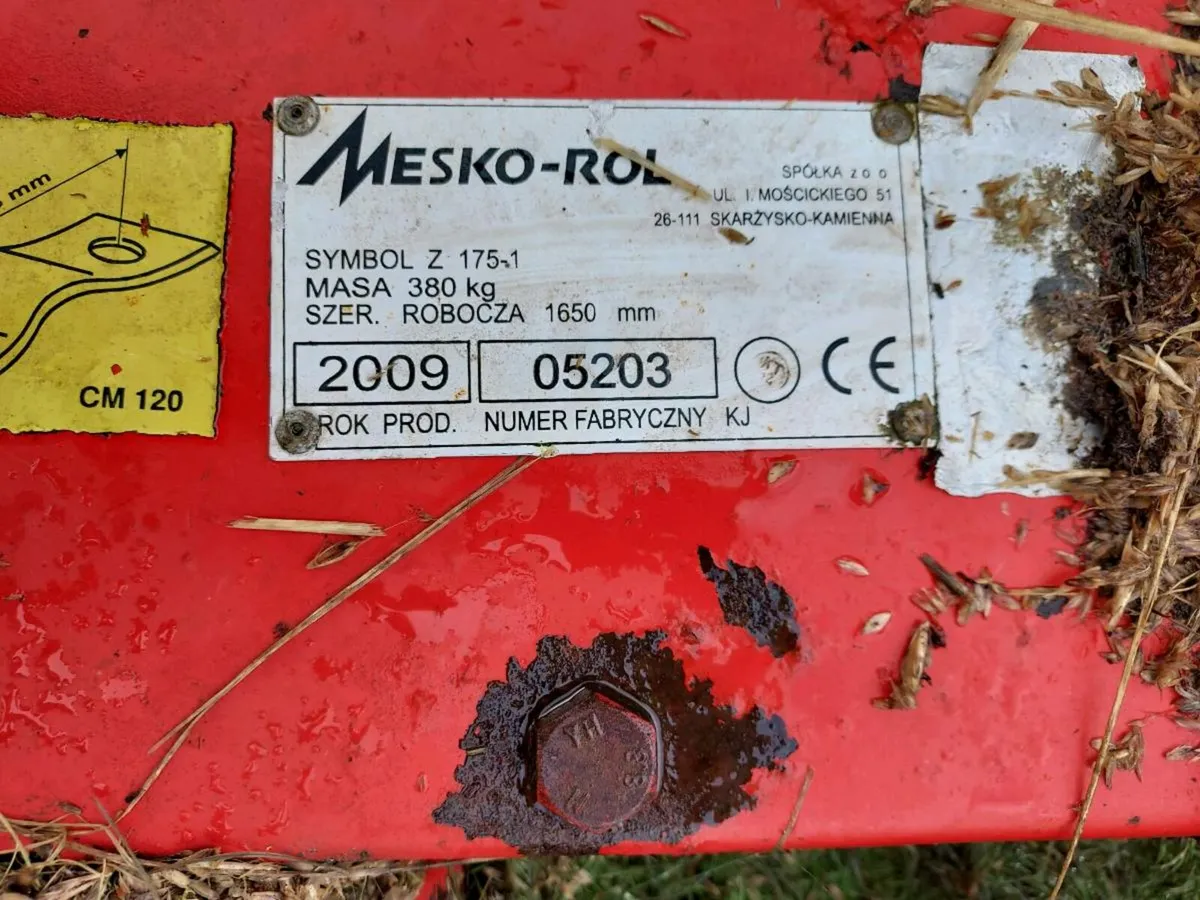 mm
CM 120
MESKO-ROL
SPÓŁKA z o o
UL. I. MOŚCICKIEGO 51
26-111 SKARŻYSKO-KAMIENNA
SYMBOL Z 175-1
MASA 380 kg
SZER. ROBOCZA 1650 mm
2009 05203 CE
ROK PROD. NUMER FABRYCZNY KJ
YH